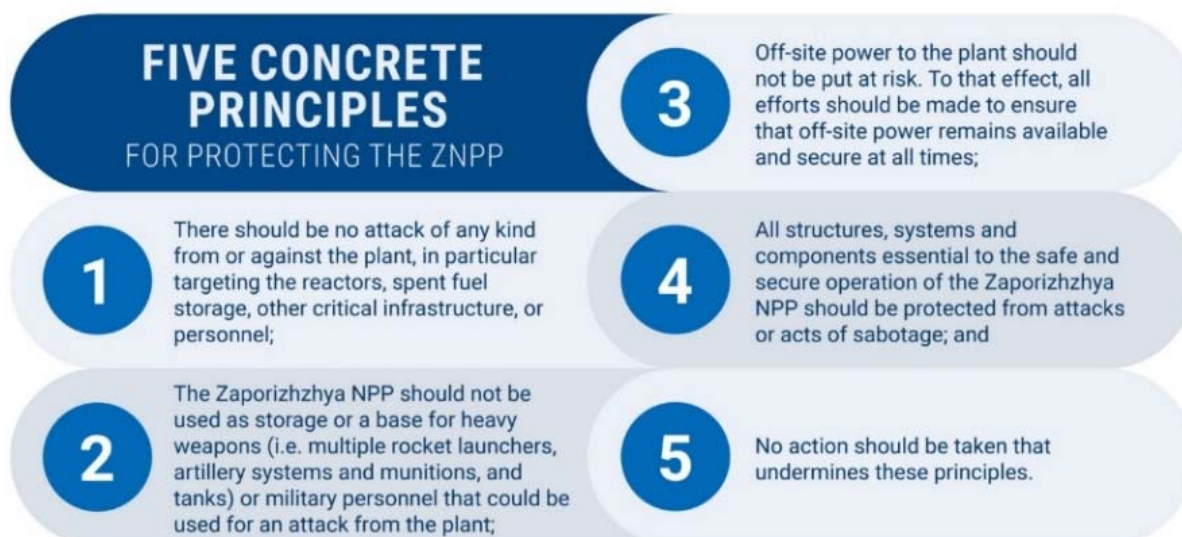 FIVE CONCRETE
PRINCIPLES
FOR PROTECTING THE ZNPP
1
There should be no attack of any kind
from or against the plant, in particular
targeting the reactors, spent fuel
storage, other critical infrastructure, or
personnel;
2
The Zaporizhzhya NPP should not be
used as storage or a base for heavy
weapons (i.e. multiple rocket launchers,
artillery systems and munitions, and
tanks) or military personnel that could be
used for an attack from the plant;
3
Off-site power to the plant should
not be put at risk. To that effect, all
efforts should be made to ensure
that off-site power remains available
and secure at all times;
4
All structures, systems and
components essential to the safe and
secure operation of the Zaporizhzhya
NPP should be protected from attacks
or acts of sabotage; and
5
No action should be taken that
undermines these principles.